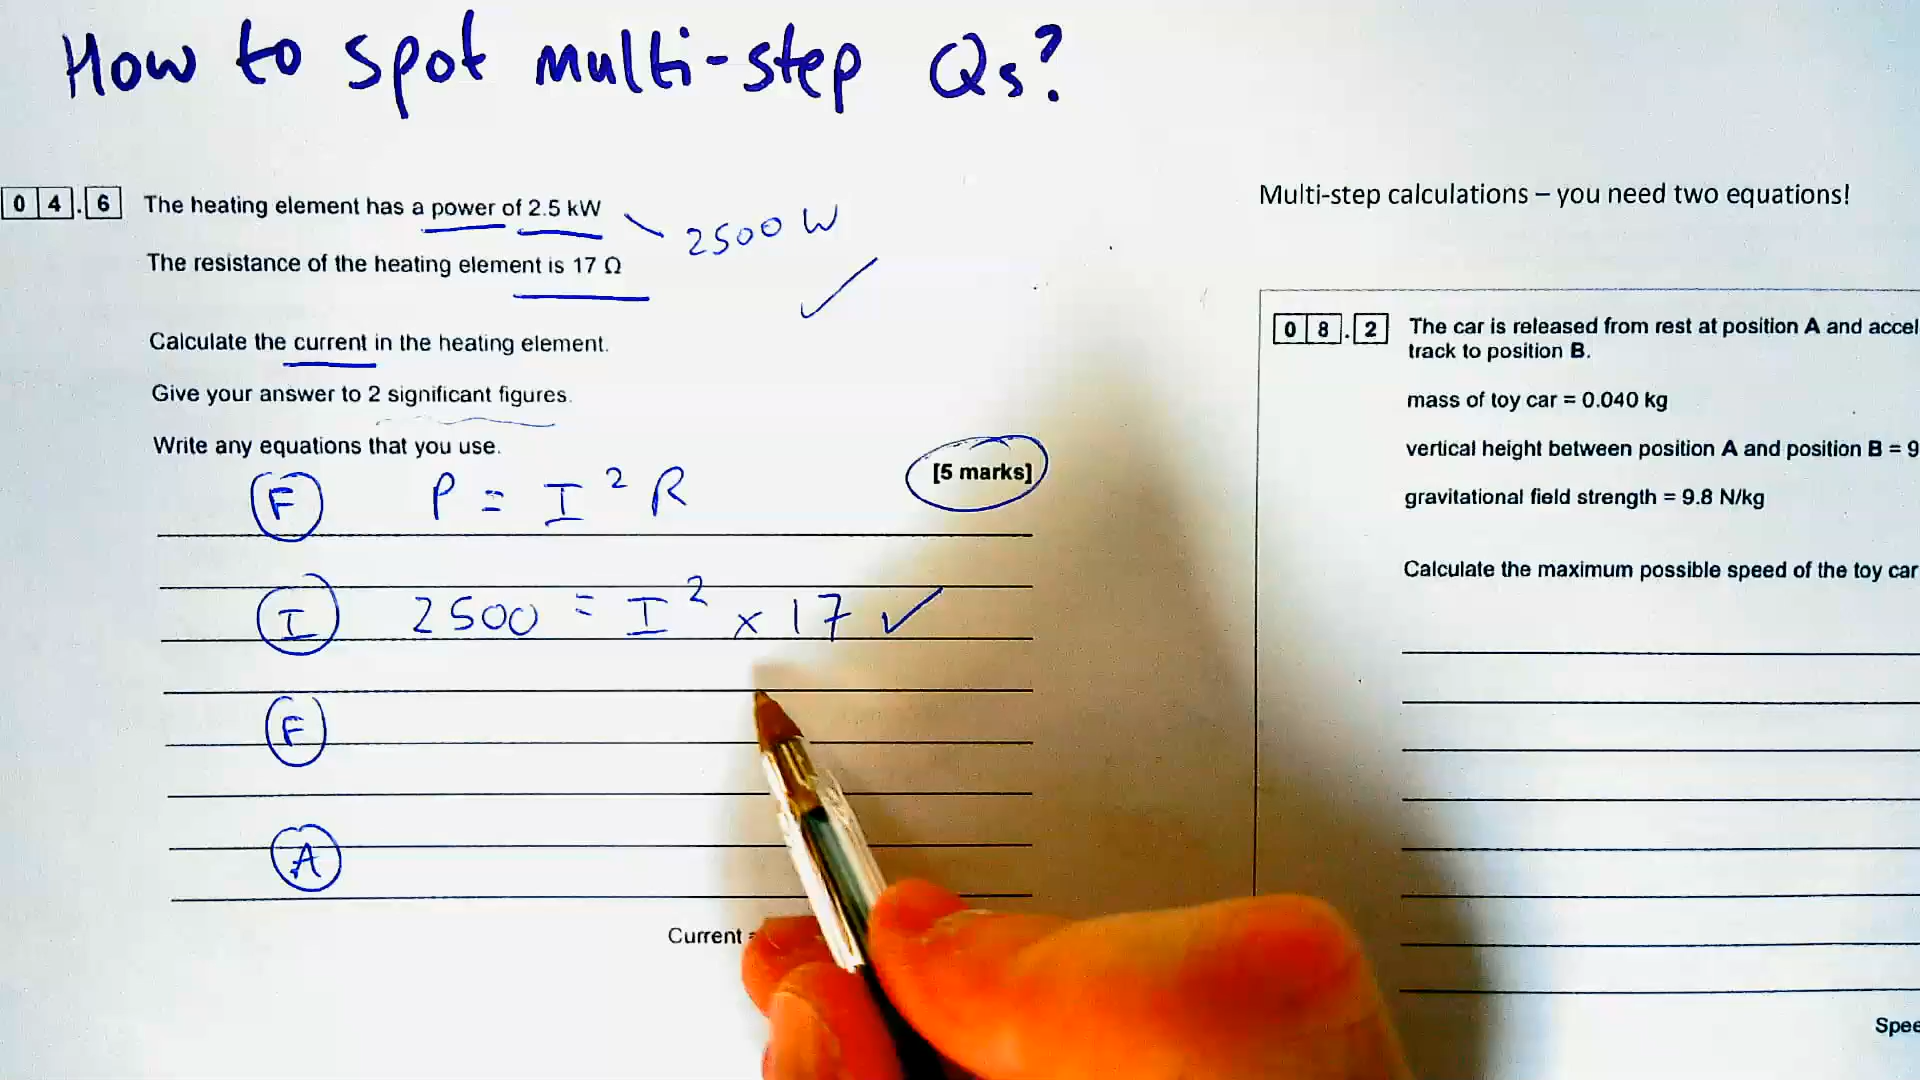 How to spot multi-step Qs?
04.6 The heating element has a power of 2.5 kW
2500 W
The resistance of the heating element is 17 Ω
Calculate the current in the heating element.
Give your answer to 2 significant figures.
Write any equations that you use.
[5 marks]
F P = I² R
I 2500 = I² × 17 ✓
F
A
Current =
Multi-step calculations – you need two equations!
08.2 The car is released from rest at position A and accel
track to position B.
mass of toy car = 0.040 kg
vertical height between position A and position B = 9
gravitational field strength = 9.8 N/kg
Calculate the maximum possible speed of the toy car
Spee